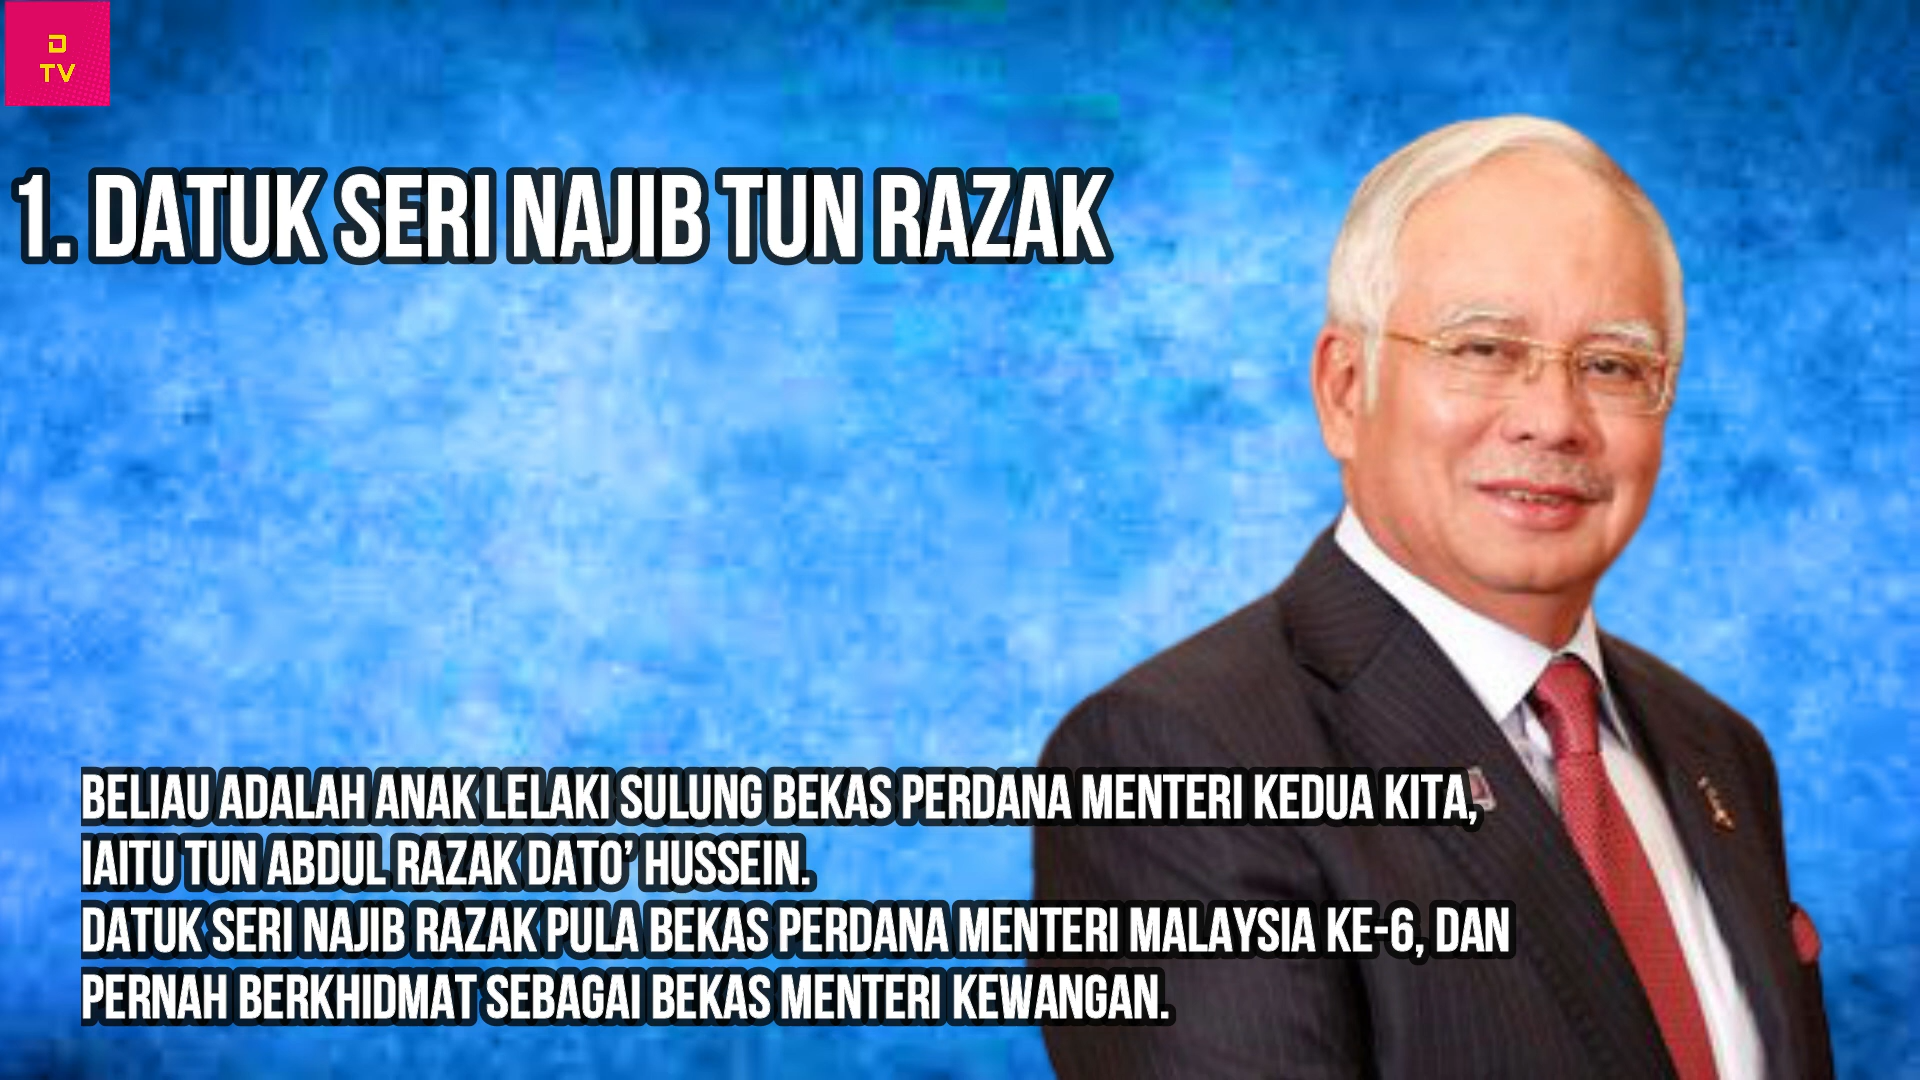 D
TV
1. DATUK SERI NAJIB TUN RAZAK
BELIAU ADALAH ANAK LELAKI SULUNG BEKAS PERDANA MENTERI KEDUA KITA,
IAITU TUN ABDUL RAZAK DATO’ HUSSEIN.
DATUK SERI NAJIB RAZAK PULA BEKAS PERDANA MENTERI MALAYSIA KE-6, DAN
PERNAH BERKHIDMAT SEBAGAI BEKAS MENTERI KEWANGAN.